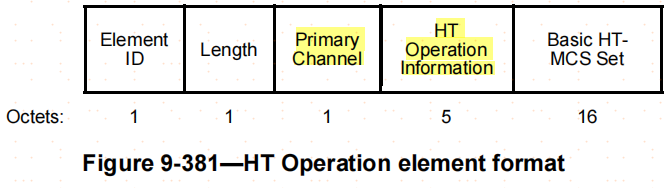 Element
ID
Length
Primary
Channel
HT
Operation
Information
Basic HT-
MCS Set
Octets: 1 1 1 5 16
Figure 9-381—HT Operation element format